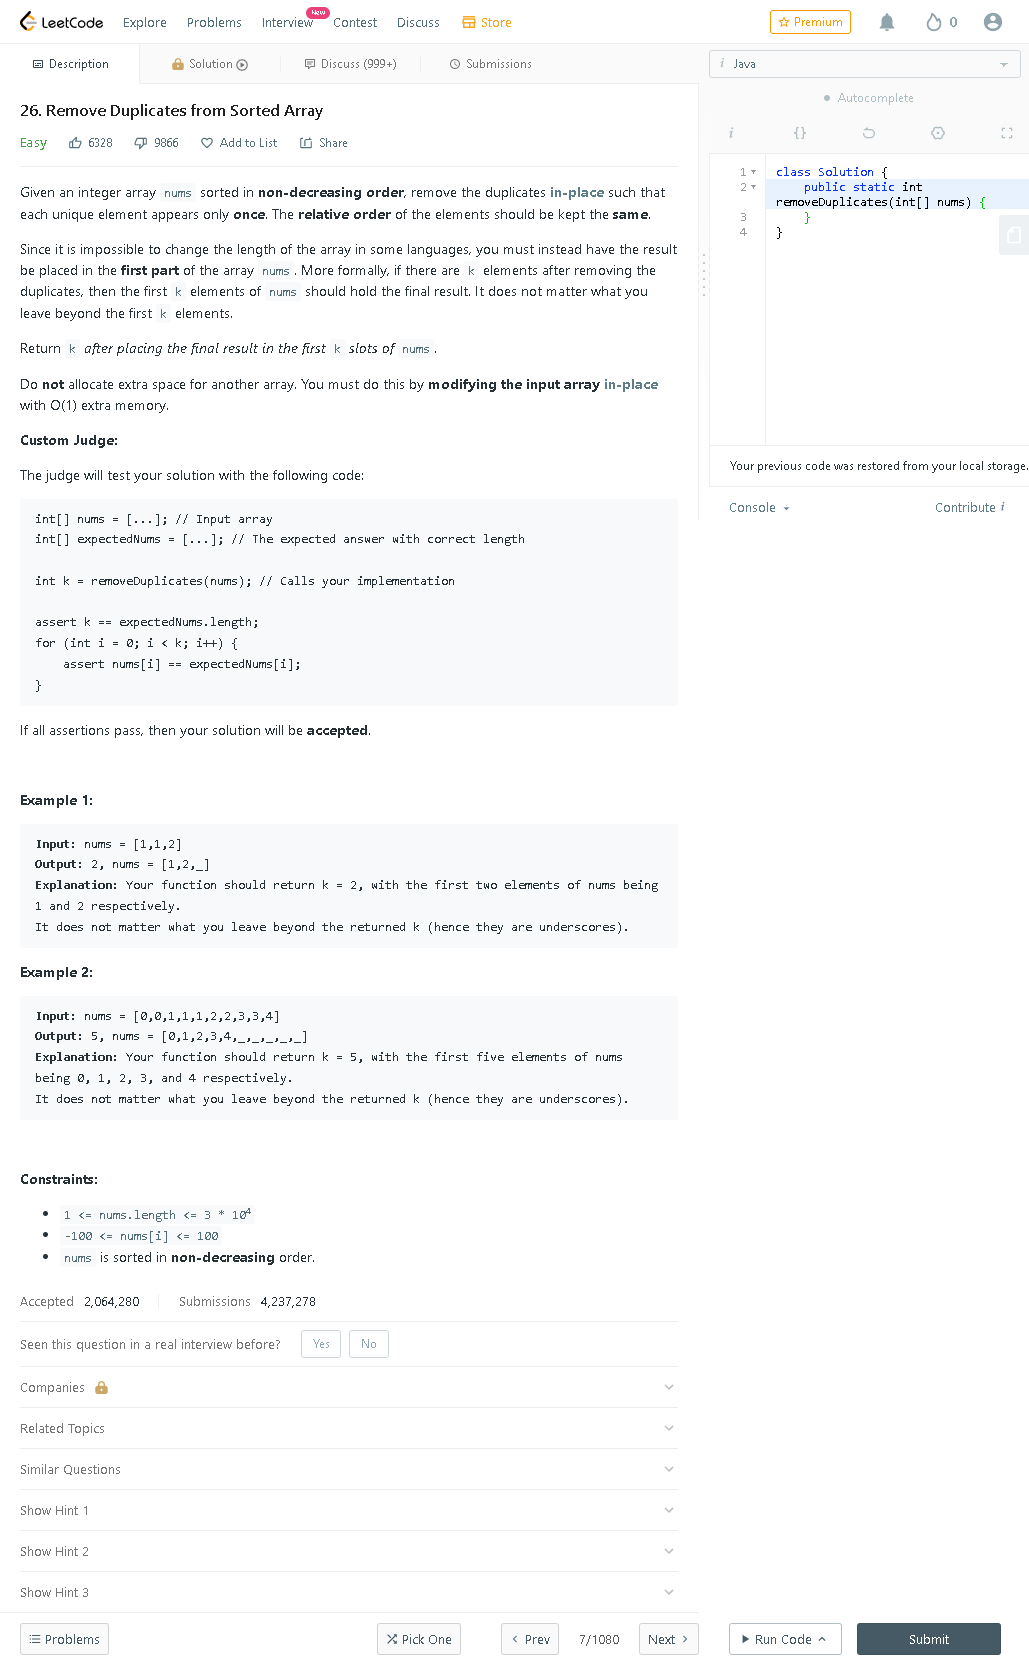 LeetCode Explore Problems Interview New Contest Discuss Store Premium 0
Description Solution Discuss (999+) Submissions
i Java
Autocomplete
26. Remove Duplicates from Sorted Array
Easy 6328 9866 Add to List Share
i {}
Given an integer array nums sorted in non-decreasing order, remove the duplicates in-place such that
each unique element appears only once. The relative order of the elements should be kept the same.
Since it is impossible to change the length of the array in some languages, you must instead have the result
be placed in the first part of the array nums. More formally, if there are k elements after removing the
duplicates, then the first k elements of nums should hold the final result. It does not matter what you
leave beyond the first k elements.
Return k after placing the final result in the first k slots of nums.
Do not allocate extra space for another array. You must do this by modifying the input array in-place
with O(1) extra memory.
Custom Judge:
The judge will test your solution with the following code:
int[] nums = [...]; // Input array
int[] expectedNums = [...]; // The expected answer with correct length
int k = removeDuplicates(nums); // Calls your implementation
assert k == expectedNums.length;
for (int i = 0; i < k; i++) {
    assert nums[i] == expectedNums[i];
}
If all assertions pass, then your solution will be accepted.
Example 1:
Input: nums = [1,1,2]
Output: 2, nums = [1,2,_]
Explanation: Your function should return k = 2, with the first two elements of nums being
1 and 2 respectively.
It does not matter what you leave beyond the returned k (hence they are underscores).
Example 2:
Input: nums = [0,0,1,1,1,2,2,3,3,4]
Output: 5, nums = [0,1,2,3,4,_,_,_,_,_]
Explanation: Your function should return k = 5, with the first five elements of nums
being 0, 1, 2, 3, and 4 respectively.
It does not matter what you leave beyond the returned k (hence they are underscores).
Constraints:
1 <= nums.length <= 3 * 10⁴
-100 <= nums[i] <= 100
nums is sorted in non-decreasing order.
Accepted 2,064,280 Submissions 4,237,278
Seen this question in a real interview before? Yes No
Companies
Related Topics
Similar Questions
Show Hint 1
Show Hint 2
Show Hint 3
1 class Solution {
2     public static int
removeDuplicates(int[] nums) {
3     }
4 }
Your previous code was restored from your local storage.
Console Contribute i
Problems Pick One Prev 7/1080 Next Run Code Submit